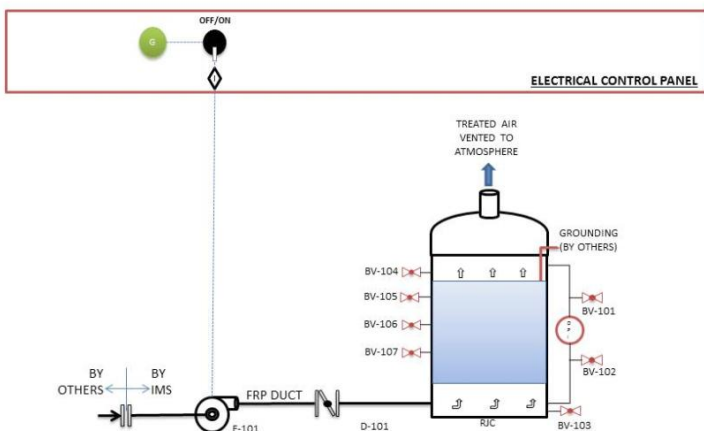 OFF/ON
G
I
ELECTRICAL CONTROL PANEL
TREATED AIR
VENTED TO
ATMOSPHERE
GROUNDING
(BY OTHERS)
BV-104
BV-105
BV-101
BV-106
BV-107
BV-102
BY
OTHERS
BY
IMS
FRP DUCT
F-101
D-101
RJC
BV-103